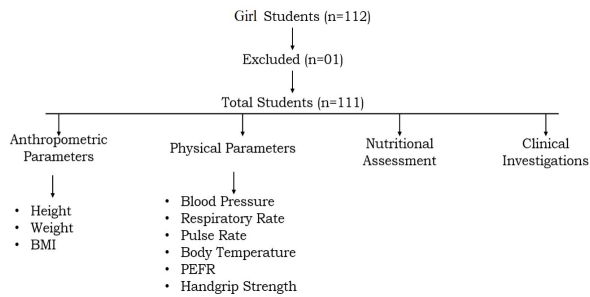 Girl Students (n=112)
Excluded (n=01)
Total Students (n=111)
Anthropometric
Parameters
• Height
• Weight
• BMI
Physical Parameters
• Blood Pressure
• Respiratory Rate
• Pulse Rate
• Body Temperature
• PEFR
• Handgrip Strength
Nutritional
Assessment
Clinical
Investigations